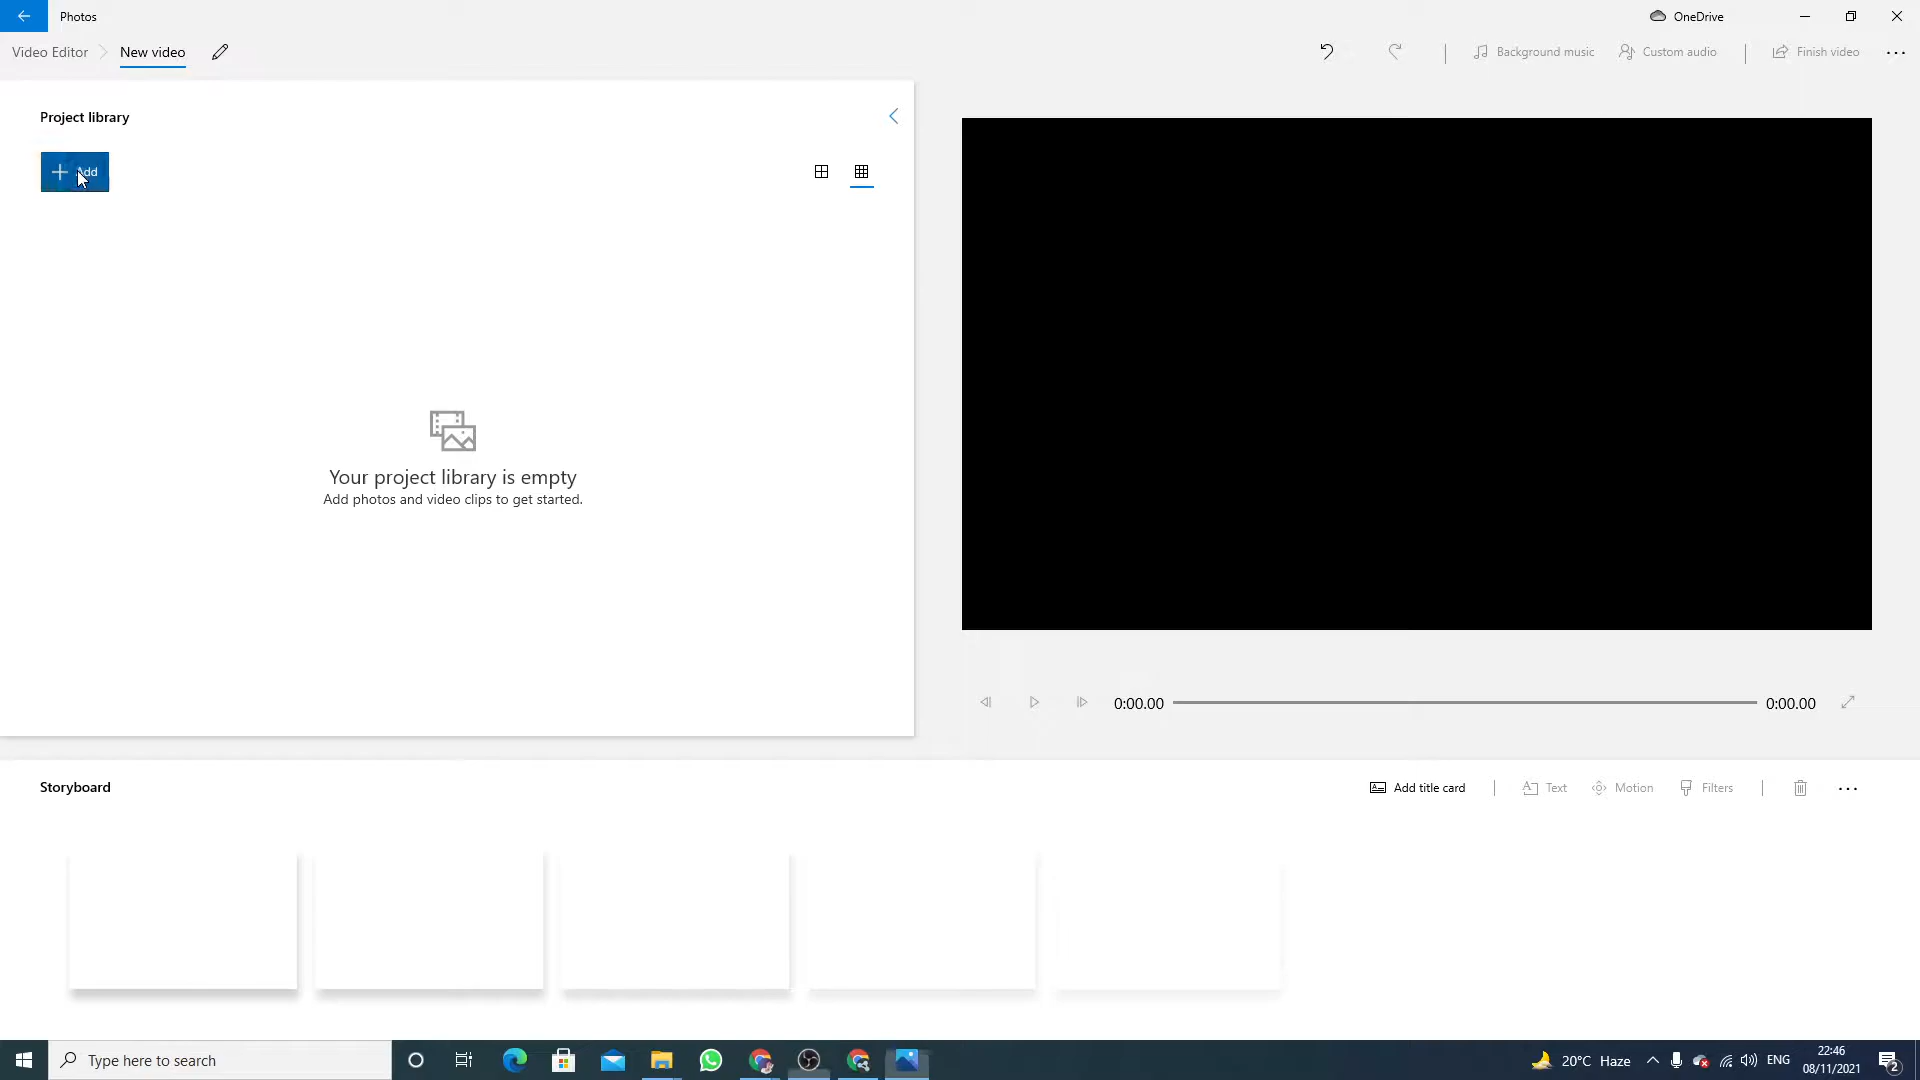 Photos
OneDrive
Video Editor
New video
Background music
Custom audio
Finish video
Project library
Add
Your project library is empty
Add photos and video clips to get started.
0:00.00
0:00.00
Storyboard
Add title card
Text
Motion
Filters
Type here to search
20°C Haze
ENG
22:46
08/11/2021
2